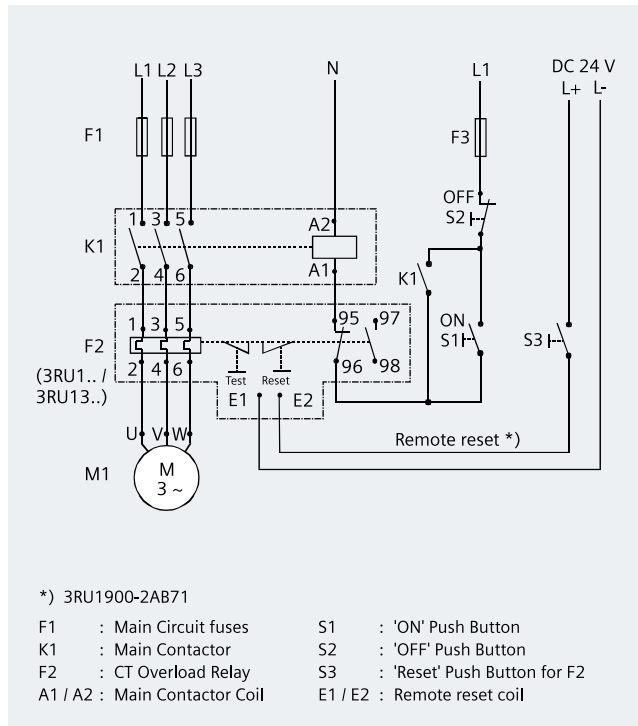 L1 L2 L3 N L1 DC 24 V
L+ L-
F1 F3
OFF
S2
1 3 5 A2
K1
2 4 6 A1 K1
1 3 5 95 97 ON
S1 S3
F2
2 4 6 96 98
(3RU1.. /
3RU13..)
Test Reset
E1 E2
U V W Remote reset *)
M1 M
3 ~
*) 3RU1900-2AB71
F1 : Main Circuit fuses S1 : 'ON' Push Button
K1 : Main Contactor S2 : 'OFF' Push Button
F2 : CT Overload Relay S3 : 'Reset' Push Button for F2
A1 / A2 : Main Contactor Coil E1 / E2 : Remote reset coil